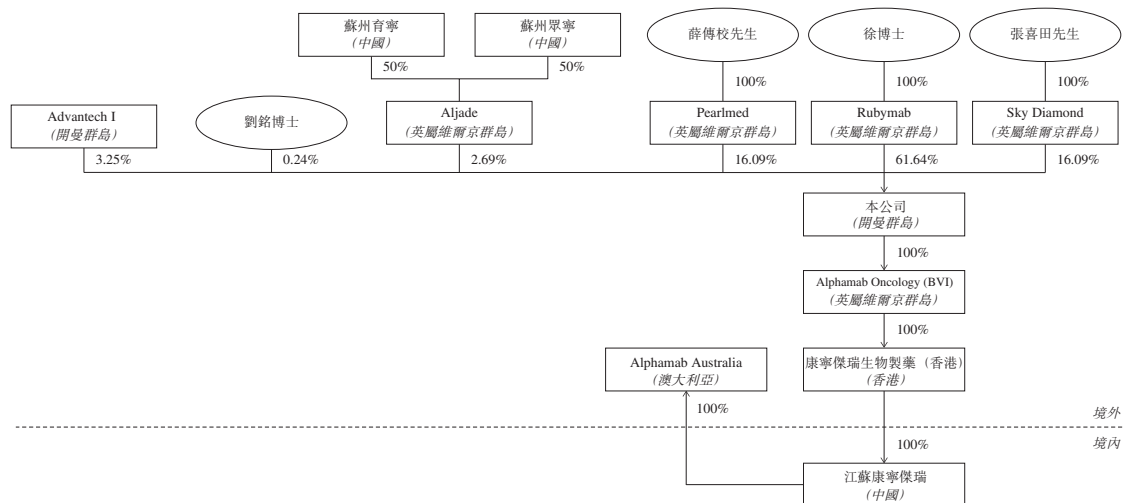 蘇州育寧
(中國)
蘇州眾寧
(中國)
薛傳校先生
徐博士
張喜田先生
50%
50%
100%
100%
100%
Advantech I
(開曼群島)
劉銘博士
Aljade
(英屬維爾京群島)
Pearlmed
(英屬維爾京群島)
Rubymab
(英屬維爾京群島)
Sky Diamond
(英屬維爾京群島)
3.25%
0.24%
2.69%
16.09%
61.64%
16.09%
本公司
(開曼群島)
100%
Alphamab Oncology (BVI)
(英屬維爾京群島)
100%
Alphamab Australia
(澳大利亞)
康寧傑瑞生物製藥(香港)
(香港)
100%
境外
境內
100%
江蘇康寧傑瑞
(中國)